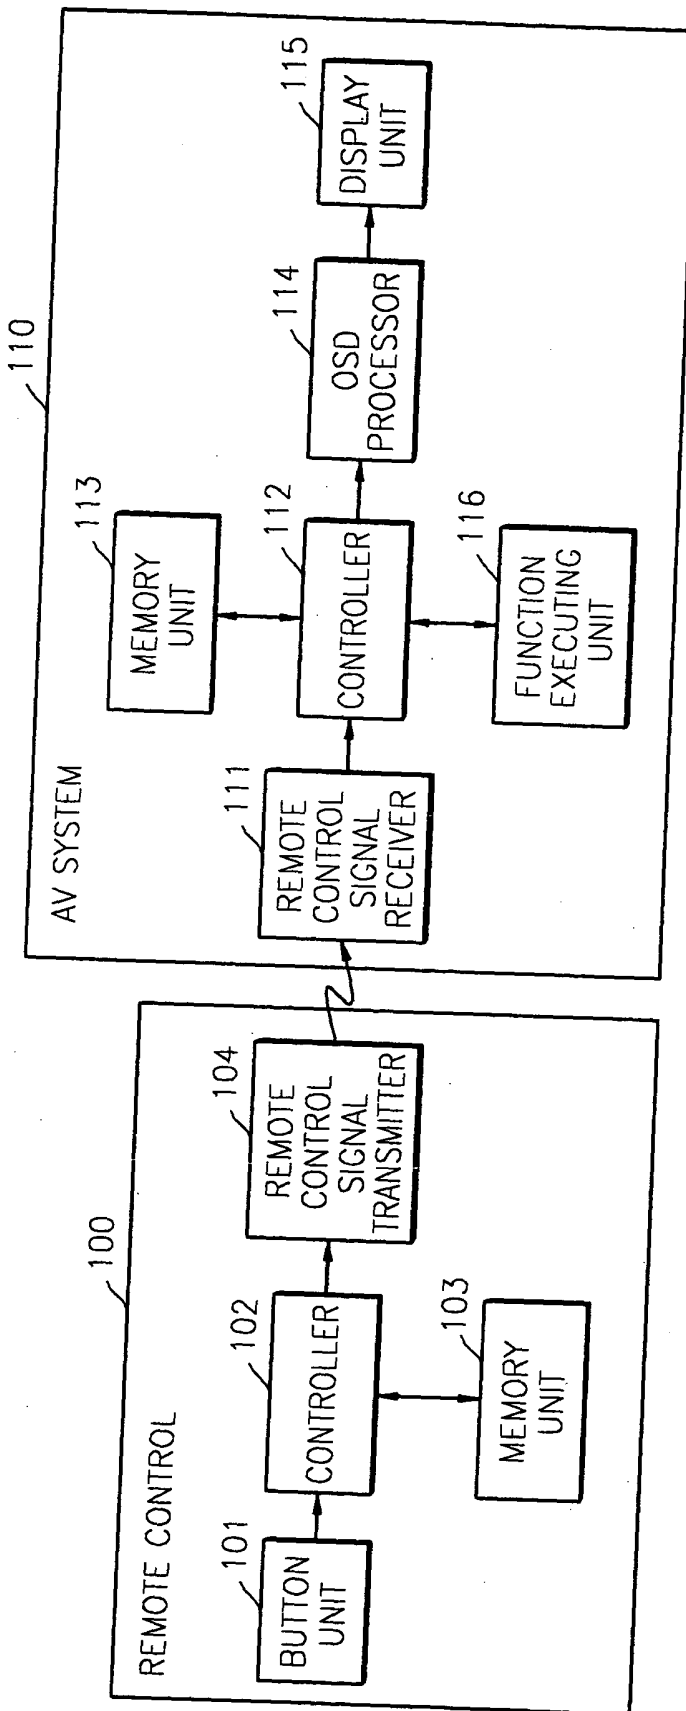 100
REMOTE CONTROL
101
BUTTON
UNIT
102
CONTROLLER
103
MEMORY
UNIT
104
REMOTE
CONTROL
SIGNAL
TRANSMITTER
110
AV SYSTEM
111
REMOTE
CONTROL
SIGNAL
RECEIVER
112
CONTROLLER
113
MEMORY
UNIT
114
OSD
PROCESSOR
115
DISPLAY
UNIT
116
FUNCTION
EXECUTING
UNIT